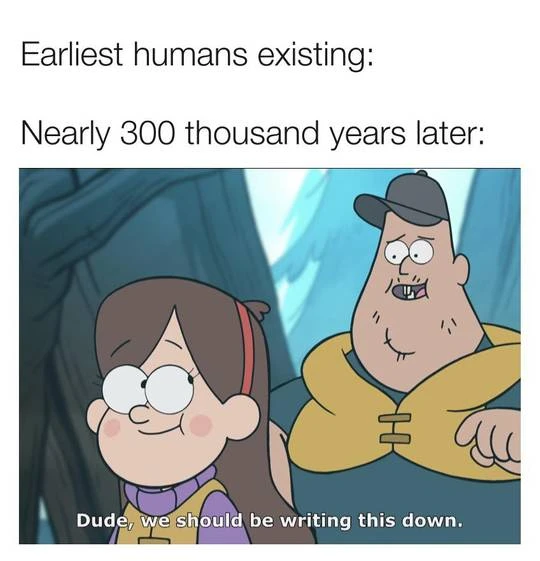 Earliest humans existing:
Nearly 300 thousand years later:
Dude, we should be writing this down.